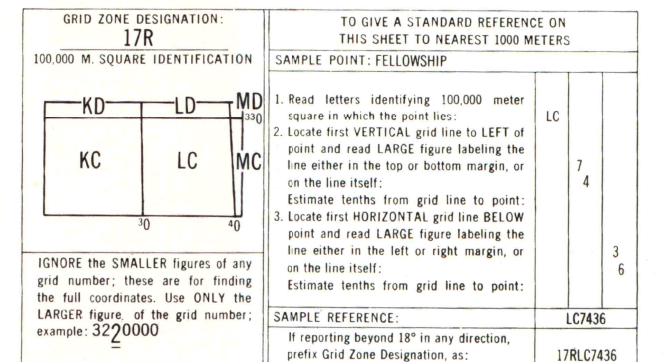 GRID ZONE DESIGNATION:
17R
100,000 M. SQUARE IDENTIFICATION
KD LD MD
330
KC LC MC
30 40
IGNORE the SMALLER figures of any
grid number; these are for finding
the full coordinates. Use ONLY the
LARGER figure, of the grid number;
example: 3220000
TO GIVE A STANDARD REFERENCE ON
THIS SHEET TO NEAREST 1000 METERS
SAMPLE POINT: FELLOWSHIP
1. Read letters identifying 100,000 meter
square in which the point lies: LC
2. Locate first VERTICAL grid line to LEFT of
point and read LARGE figure labeling the
line either in the top or bottom margin, or 7
on the line itself: 4
Estimate tenths from grid line to point:
3. Locate first HORIZONTAL grid line BELOW
point and read LARGE figure labeling the
line either in the left or right margin, or 3
on the line itself: 6
Estimate tenths from grid line to point:
SAMPLE REFERENCE: LC7436
If reporting beyond 18° in any direction,
prefix Grid Zone Designation, as: 17RLC7436